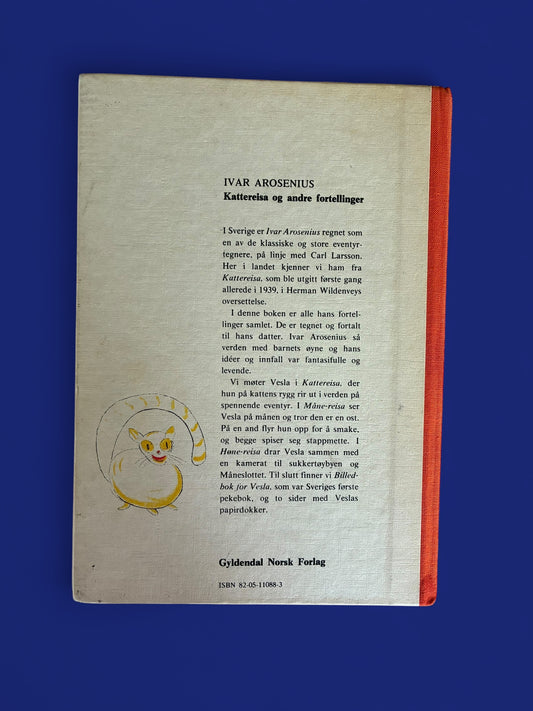 IVAR AROSENIUS
Kattereisa og andre fortellinger
I Sverige er Ivar Arosenius regnet som
en av de klassiske og store eventyr-
tegnere, på linje med Carl Larsson.
Her i landet kjenner vi ham fra
Kattereisa, som ble utgitt første gang
allerede i 1939, i Herman Wildenveys
oversettelse.
I denne boken er alle hans fortel-
linger samlet. De er tegnet og fortalt
til hans datter. Ivar Arosenius så
verden med barnets øyne og hans
idéer og innfall var fantasifulle og
levende.
Vi møter Vesla i Kattereisa, der
hun på kattens rygg rir ut i verden på
spennende eventyr. I Måne-reisa ser
Vesla på månen og tror den er en ost.
På en and flyr hun opp for å smake,
og begge spiser seg stappmette. I
Høne-reisa drar Vesla sammen med
en kamerat til sukkertøybyen og
Måneslottet. Til slutt finner vi Billed-
bok for Vesla, som var Sveriges første
pekebok, og to sider med Veslas
papirdokker.
Gyldendal Norsk Forlag
ISBN 82-05-11088-3